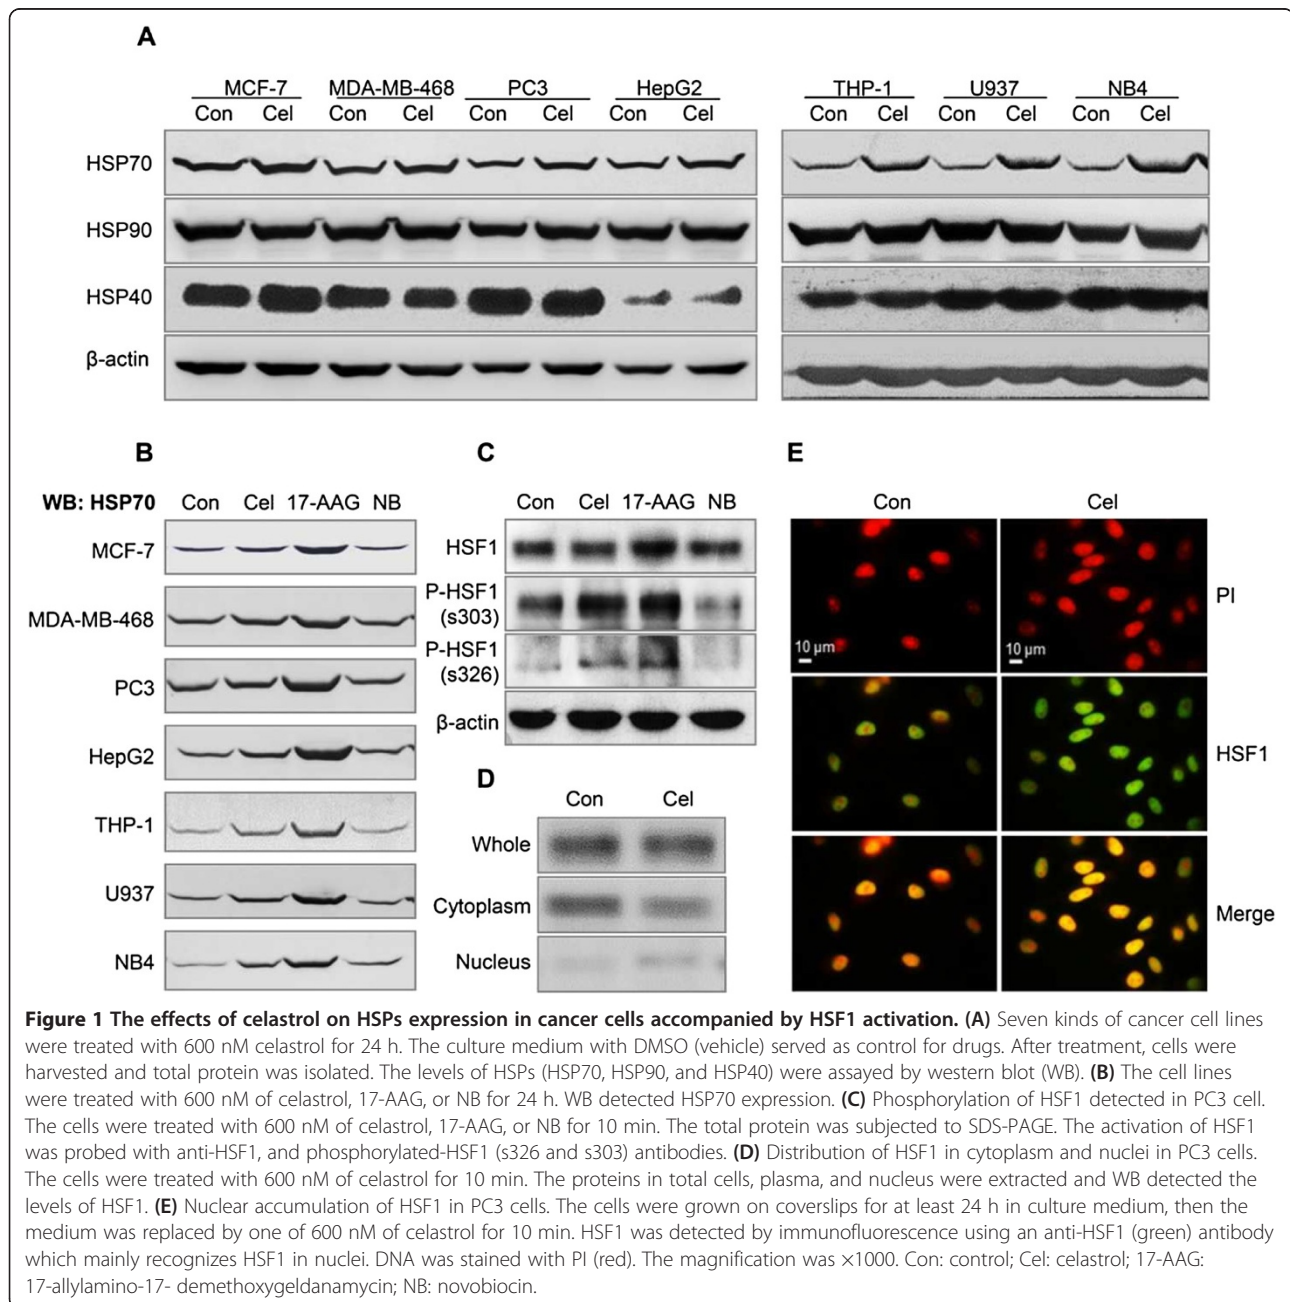 A
MCF-7 MDA-MB-468 PC3 HepG2 THP-1 U937 NB4
Con Cel Con Cel Con Cel Con Cel Con Cel Con Cel Con Cel
HSP70
HSP90
HSP40
β-actin
B
WB: HSP70 Con Cel 17-AAG NB
MCF-7
MDA-MB-468
PC3
HepG2
THP-1
U937
NB4
C
Con Cel 17-AAG NB
HSF1
P-HSF1
(s303)
P-HSF1
(s326)
β-actin
D
Con Cel
Whole
Cytoplasm
Nucleus
E
Con Cel
10 µm 10 µm
PI
HSF1
Merge
Figure 1 The effects of celastrol on HSPs expression in cancer cells accompanied by HSF1 activation. (A) Seven kinds of cancer cell lines
were treated with 600 nM celastrol for 24 h. The culture medium with DMSO (vehicle) served as control for drugs. After treatment, cells were
harvested and total protein was isolated. The levels of HSPs (HSP70, HSP90, and HSP40) were assayed by western blot (WB). (B) The cell lines
were treated with 600 nM of celastrol, 17-AAG, or NB for 24 h. WB detected HSP70 expression. (C) Phosphorylation of HSF1 detected in PC3 cell.
The cells were treated with 600 nM of celastrol, 17-AAG, or NB for 10 min. The total protein was subjected to SDS-PAGE. The activation of HSF1
was probed with anti-HSF1, and phosphorylated-HSF1 (s326 and s303) antibodies. (D) Distribution of HSF1 in cytoplasm and nuclei in PC3 cells.
The cells were treated with 600 nM of celastrol for 10 min. The proteins in total cells, plasma, and nucleus were extracted and WB detected the
levels of HSF1. (E) Nuclear accumulation of HSF1 in PC3 cells. The cells were grown on coverslips for at least 24 h in culture medium, then the
medium was replaced by one of 600 nM of celastrol for 10 min. HSF1 was detected by immunofluorescence using an anti-HSF1 (green) antibody
which mainly recognizes HSF1 in nuclei. DNA was stained with PI (red). The magnification was ×1000. Con: control; Cel: celastrol; 17-AAG:
17-allylamino-17- demethoxygeldanamycin; NB: novobiocin.